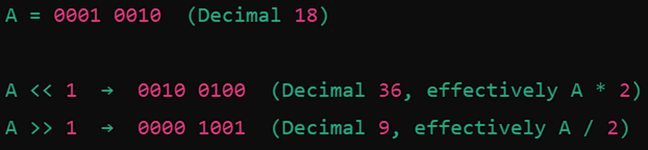 A = 0001 0010  (Decimal 18)
A << 1  →  0010 0100  (Decimal 36, effectively A * 2)
A >> 1  →  0000 1001  (Decimal 9, effectively A / 2)